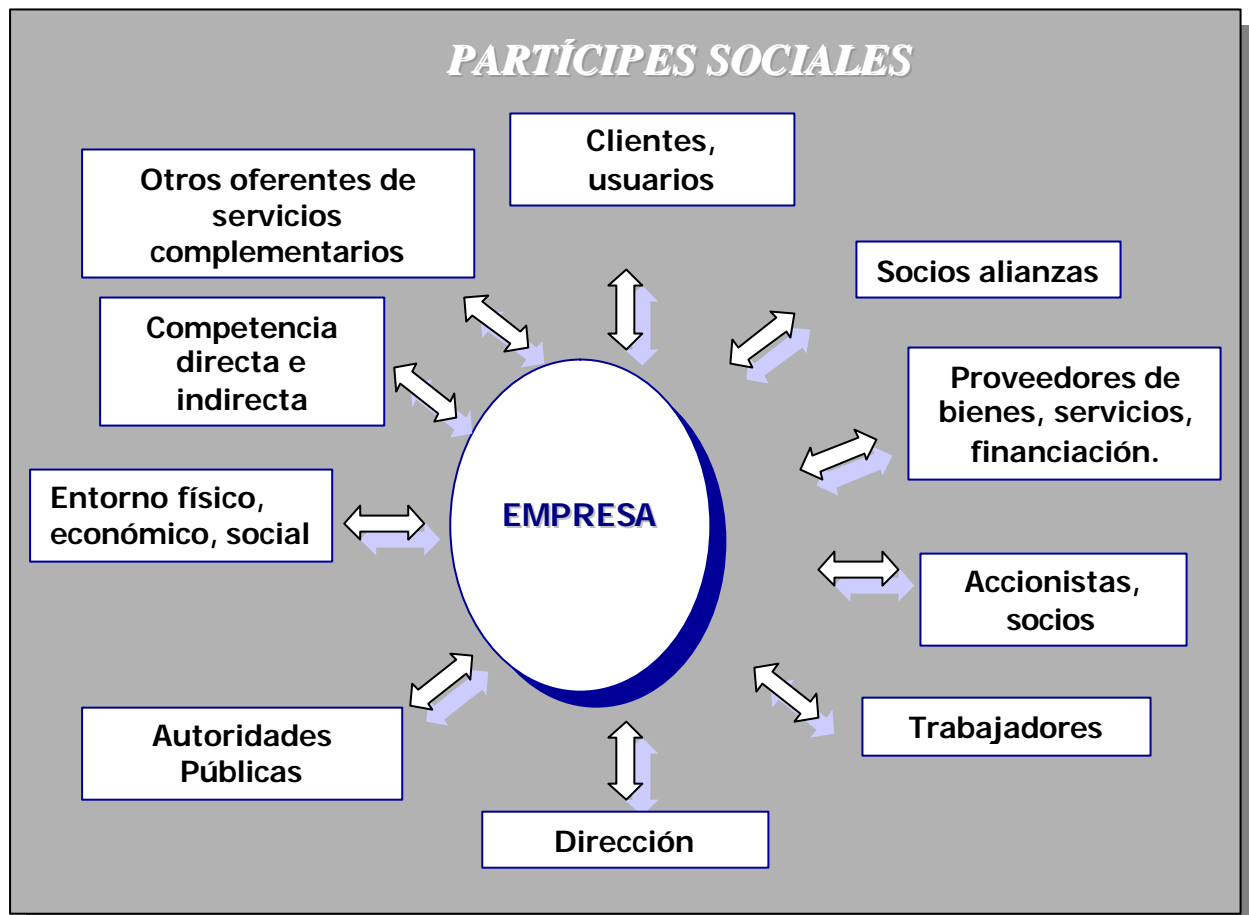 PARTÍCIPES SOCIALES
Clientes,
usuarios
Otros oferentes de
servicios
complementarios
Socios alianzas
Competencia
directa e
indirecta
Proveedores de
bienes, servicios,
financiación.
Entorno físico,
económico, social
EMPRESA
Accionistas,
socios
Autoridades
Públicas
Trabajadores
Dirección